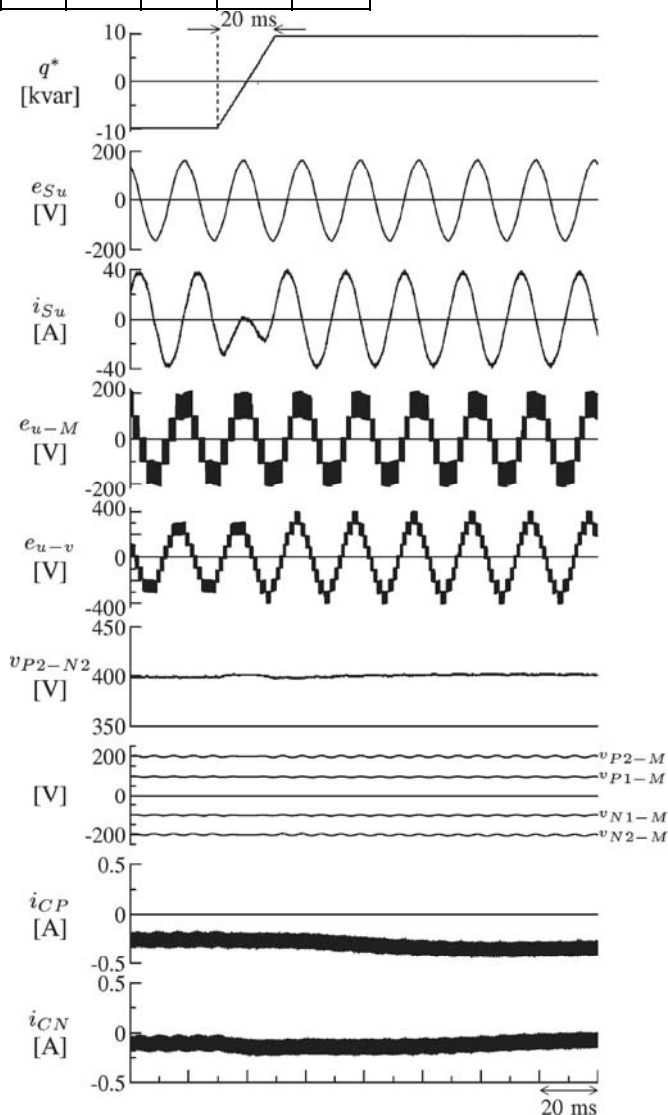 20 ms
10
q*
0
[kvar]
-10
200
e_Su
0
[V]
-200
40
i_Su
0
[A]
-40
200
e_u-M
0
[V]
-200
400
e_u-v
0
[V]
-400
450
v_P2-N2
400
[V]
350
200
v_P2-M
v_P1-M
[V]
0
v_N1-M
-200
v_N2-M
0.5
i_CP
0
[A]
-0.5
0.5
i_CN
0
[A]
-0.5
20 ms